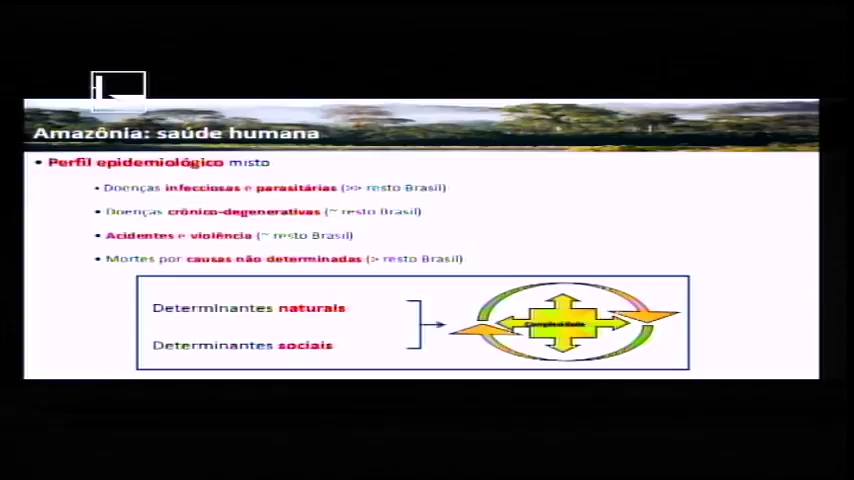 Amazônia: saúde humana
• Perfil epidemiológico misto
• Doenças infecciosas e parasitárias (>> resto Brasil)
• Doenças crônico-degenerativas (~ resto Brasil)
• Acidentes e violência (~ resto Brasil)
• Mortes por causas não determinadas (> resto Brasil)
Determinantes naturais
Complexidade
Determinantes sociais